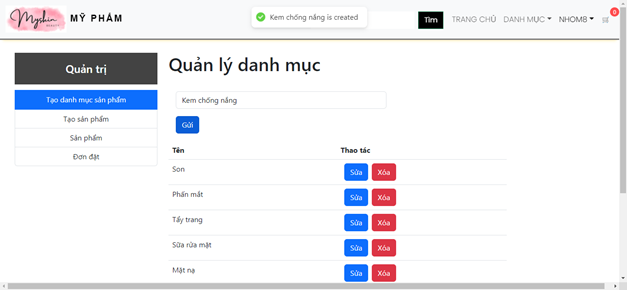 Myskin
MỸ PHẨM
Kem chống nắng is created
Tìm
TRANG CHỦ
DANH MỤC
NHOM8
0
Quản trị
Tạo danh mục sản phẩm
Tạo sản phẩm
Sản phẩm
Đơn đặt
Quản lý danh mục
Kem chống nắng
Gửi
Tên Thao tác
Son Sửa Xóa
Phấn mắt Sửa Xóa
Tẩy trang Sửa Xóa
Sữa rửa mặt Sửa Xóa
Mặt nạ Sửa Xóa